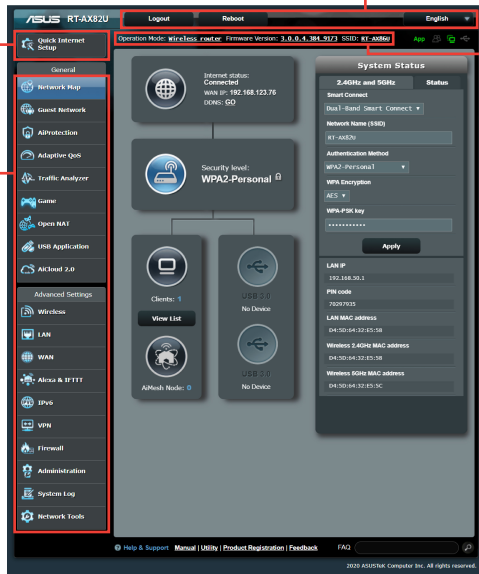 ASUS RT-AX82U
Logout
Reboot
English
Quick Internet
Setup
Operation Mode: Wireless router Firmware Version: 3.0.0.4.384_9173 SSID: RT-AX86U
App
General
Network Map
Guest Network
AiProtection
Adaptive QoS
Traffic Analyzer
Game
Open NAT
USB Application
AiCloud 2.0
Advanced Settings
Wireless
LAN
WAN
Alexa & IFTTT
IPv6
VPN
Firewall
Administration
System Log
Network Tools
Internet status:
Connected
WAN IP: 192.168.123.76
DDNS: GO
Security level:
WPA2-Personal
Clients: 1
View List
AiMesh Node: 0
USB 3.0
No Device
USB 3.0
No Device
System Status
2.4GHz and 5GHz
Status
Smart Connect
Dual-Band Smart Connect
Network Name (SSID)
RT-AX82U
Authentication Method
WPA2-Personal
WPA Encryption
AES
WPA-PSK key
Apply
LAN IP
192.168.50.1
PIN code
70297935
LAN MAC address
D4:5D:64:32:E5:58
Wireless 2.4GHz MAC address
D4:5D:64:32:E5:58
Wireless 5GHz MAC address
D4:5D:64:32:E5:5C
Help & Support Manual | Utility | Product Registration | Feedback FAQ
2020 ASUSTeK Computer Inc. All rights reserved.